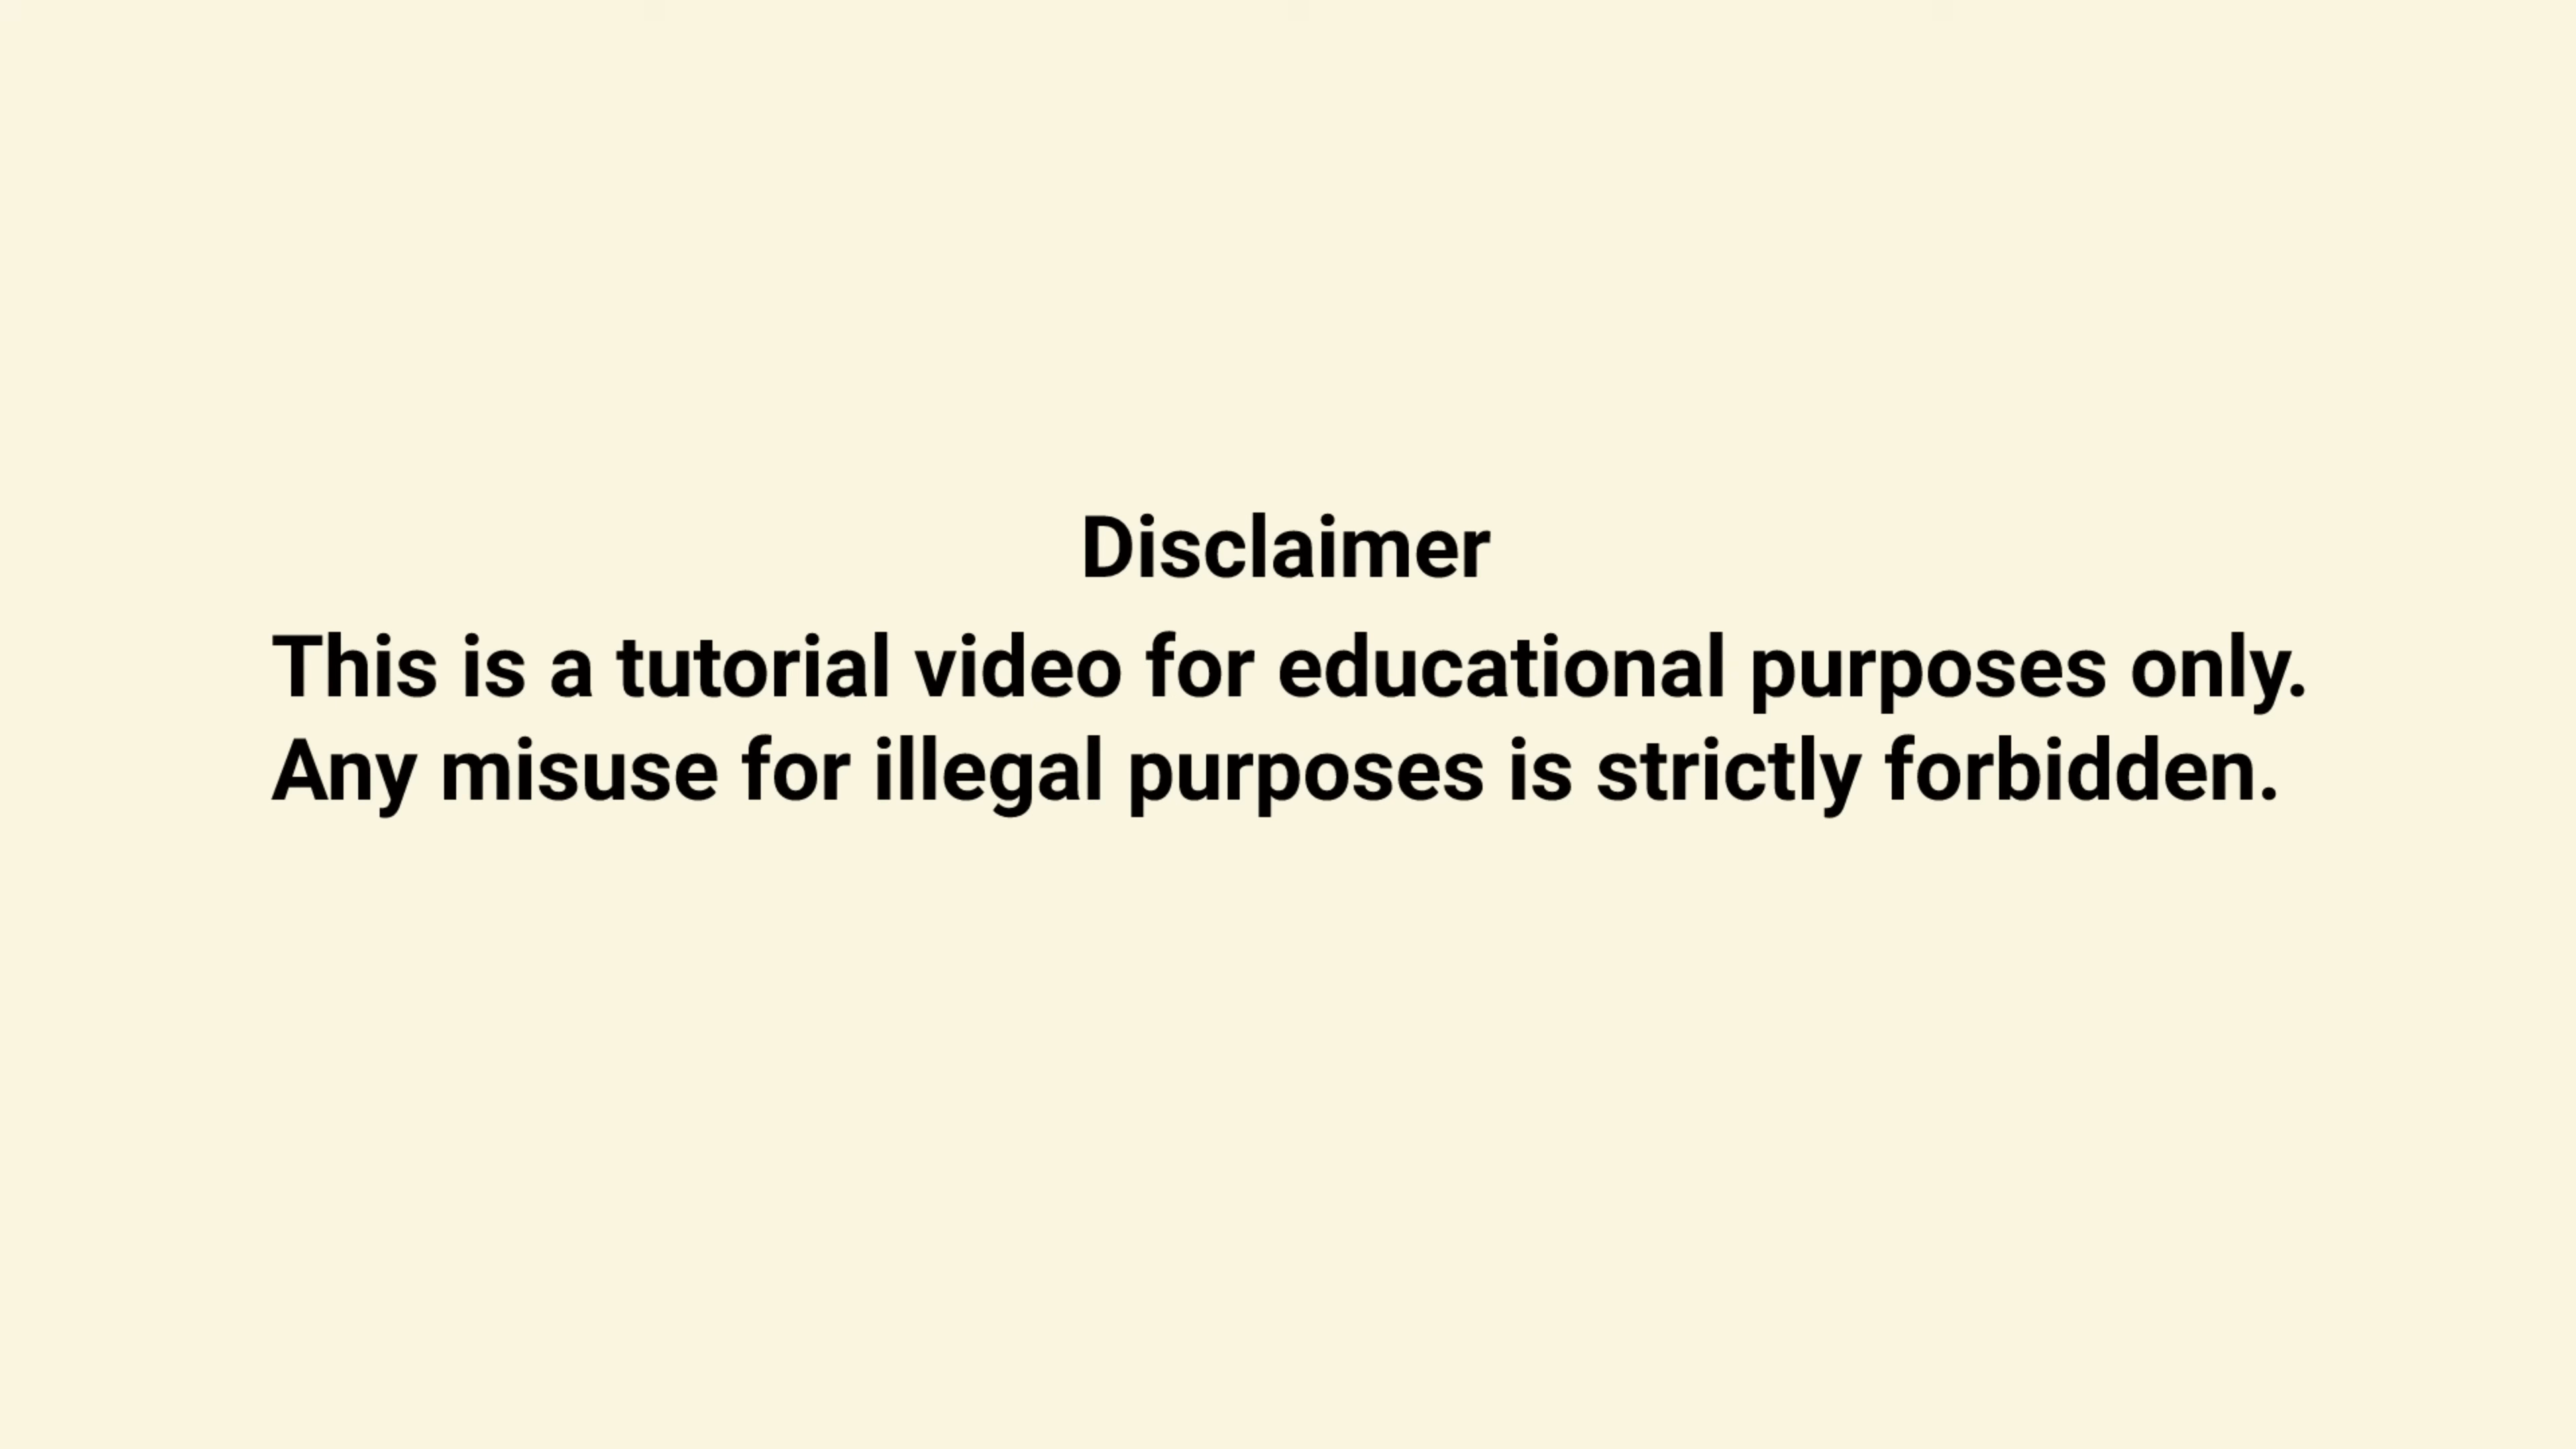 Disclaimer
This is a tutorial video for educational purposes only.
Any misuse for illegal purposes is strictly forbidden.